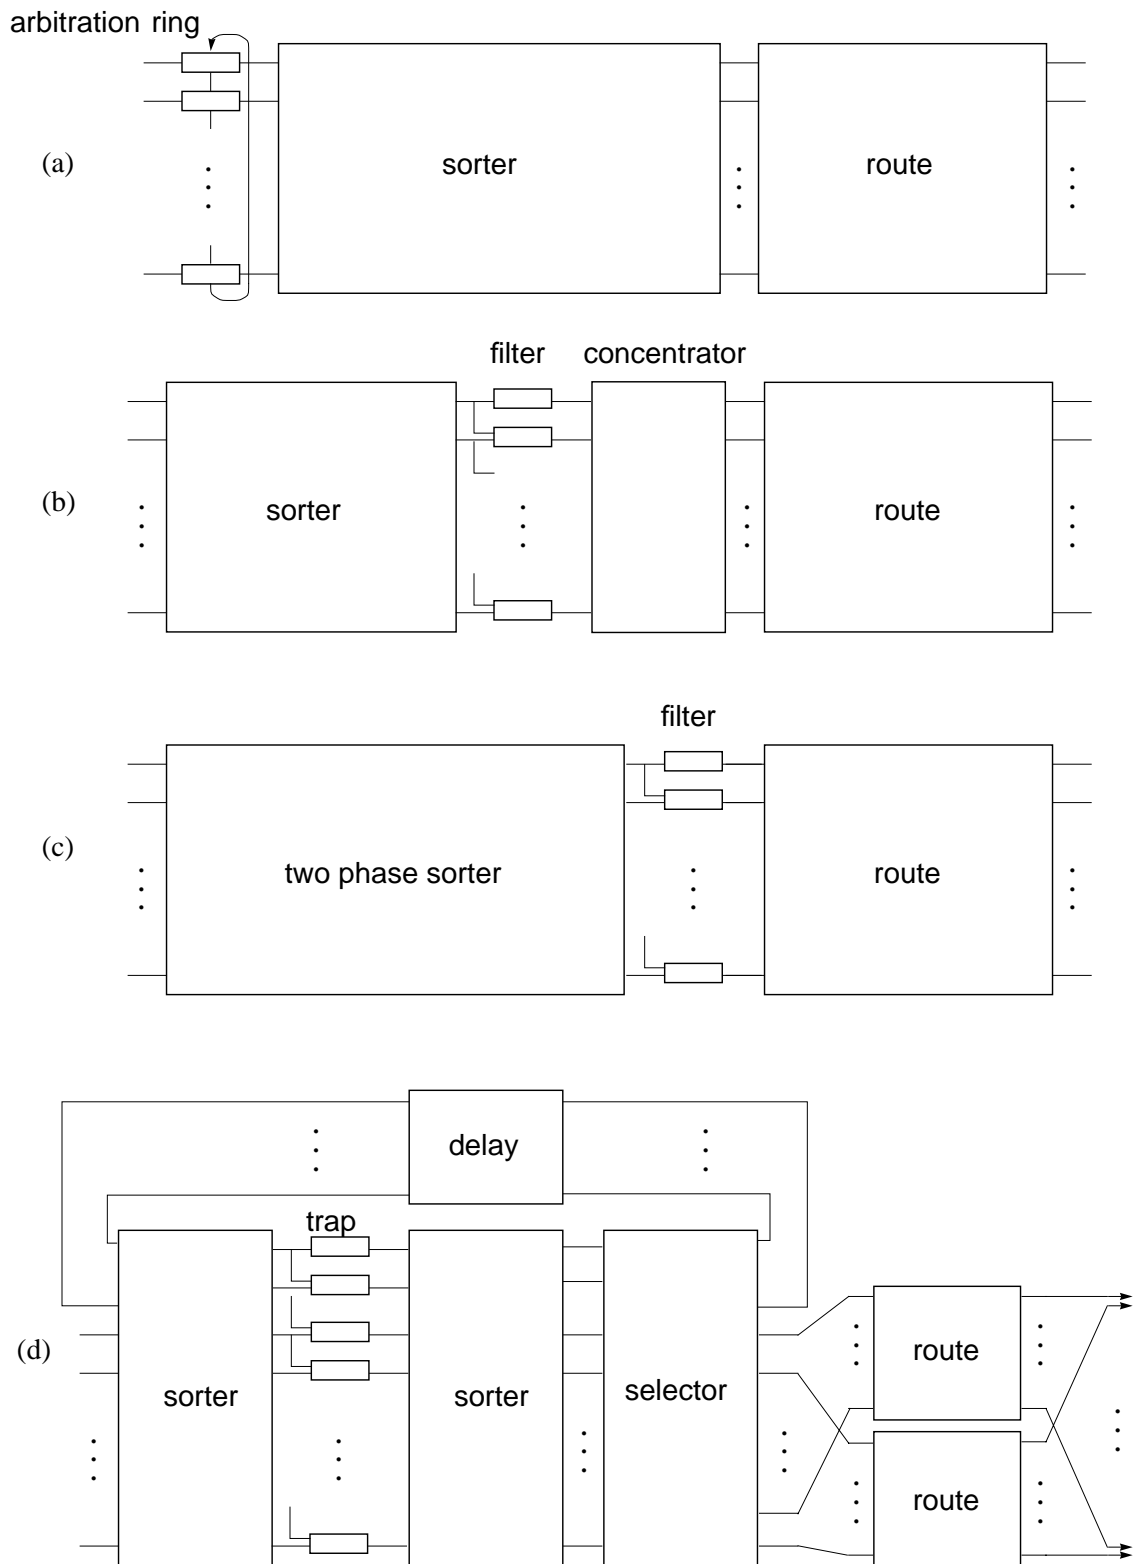 arbitration ring
(a)
sorter
route
filter
concentrator
(b)
sorter
route
filter
(c)
two phase sorter
route
delay
trap
(d)
sorter
sorter
selector
route
route